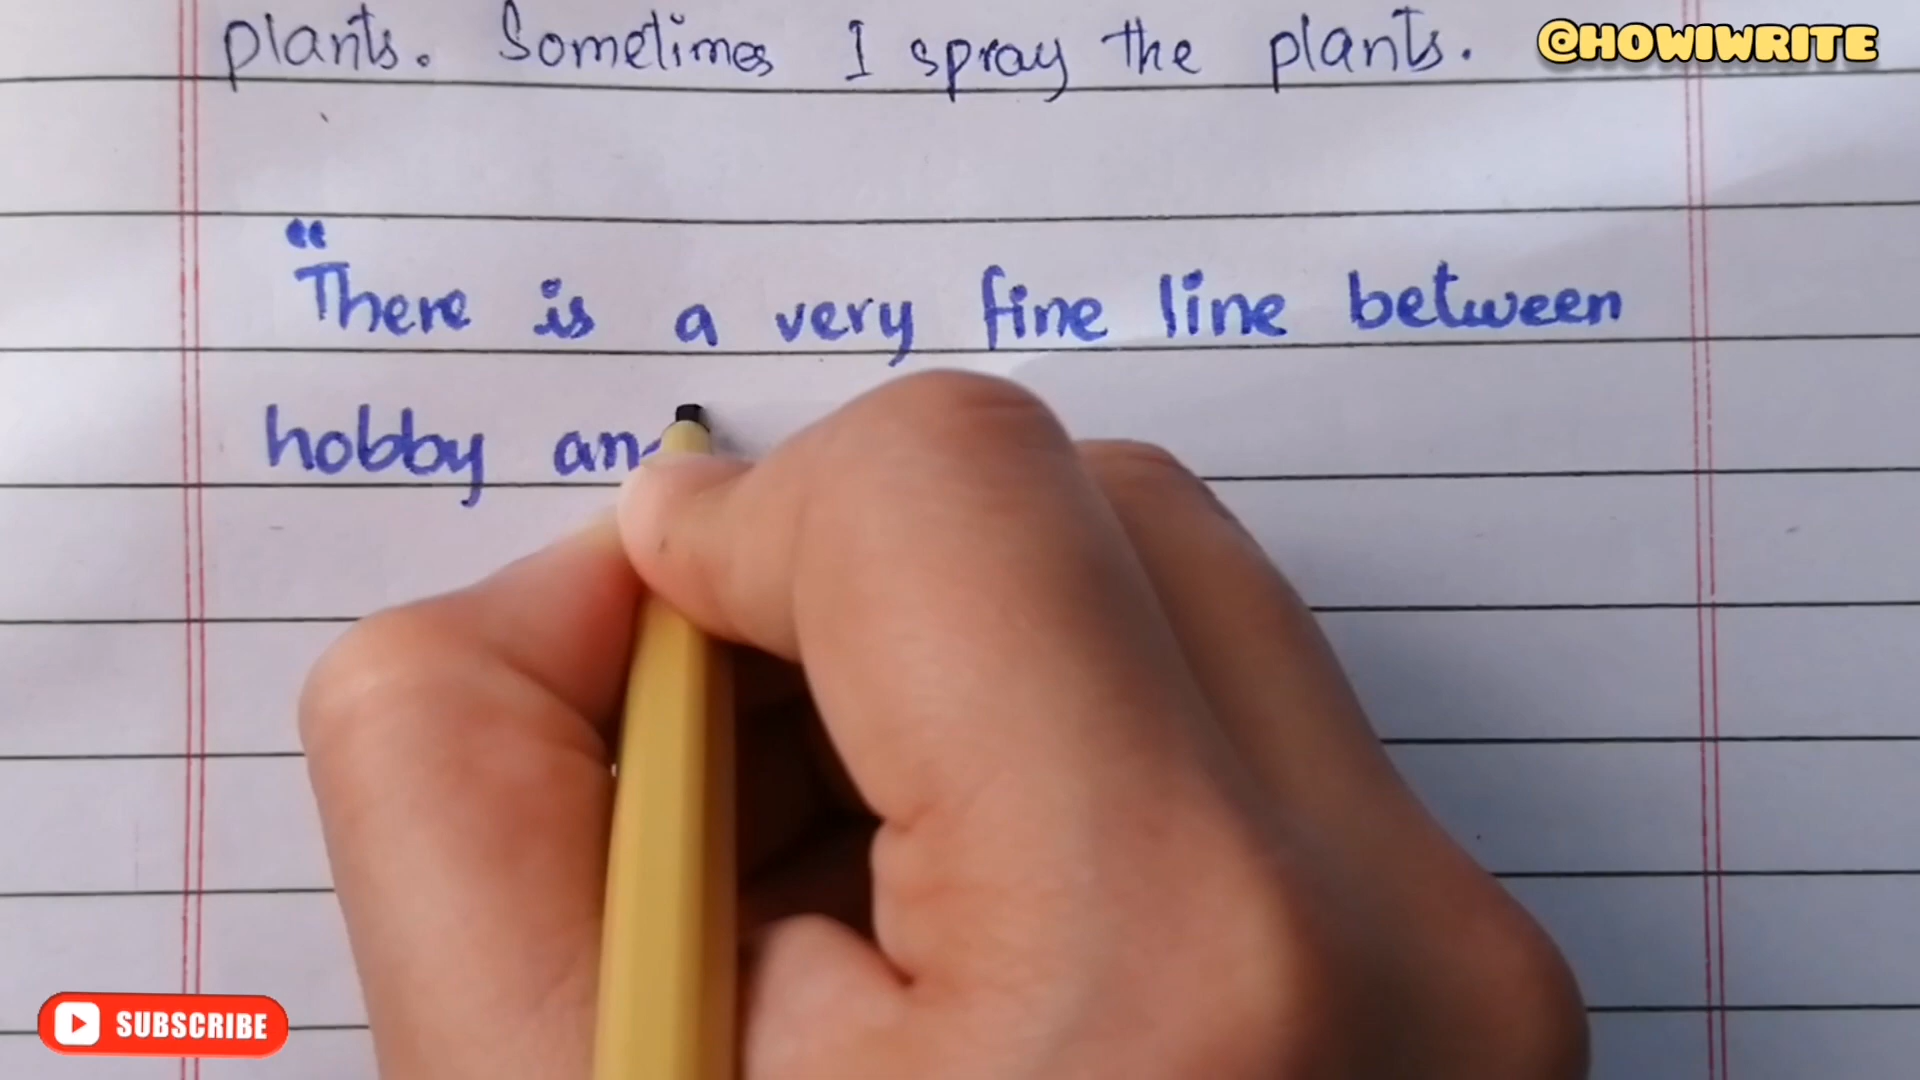 plants. Sometimes I spray the plants.
@HOWIWRITE
“There is a very fine line between
hobby an
SUBSCRIBE